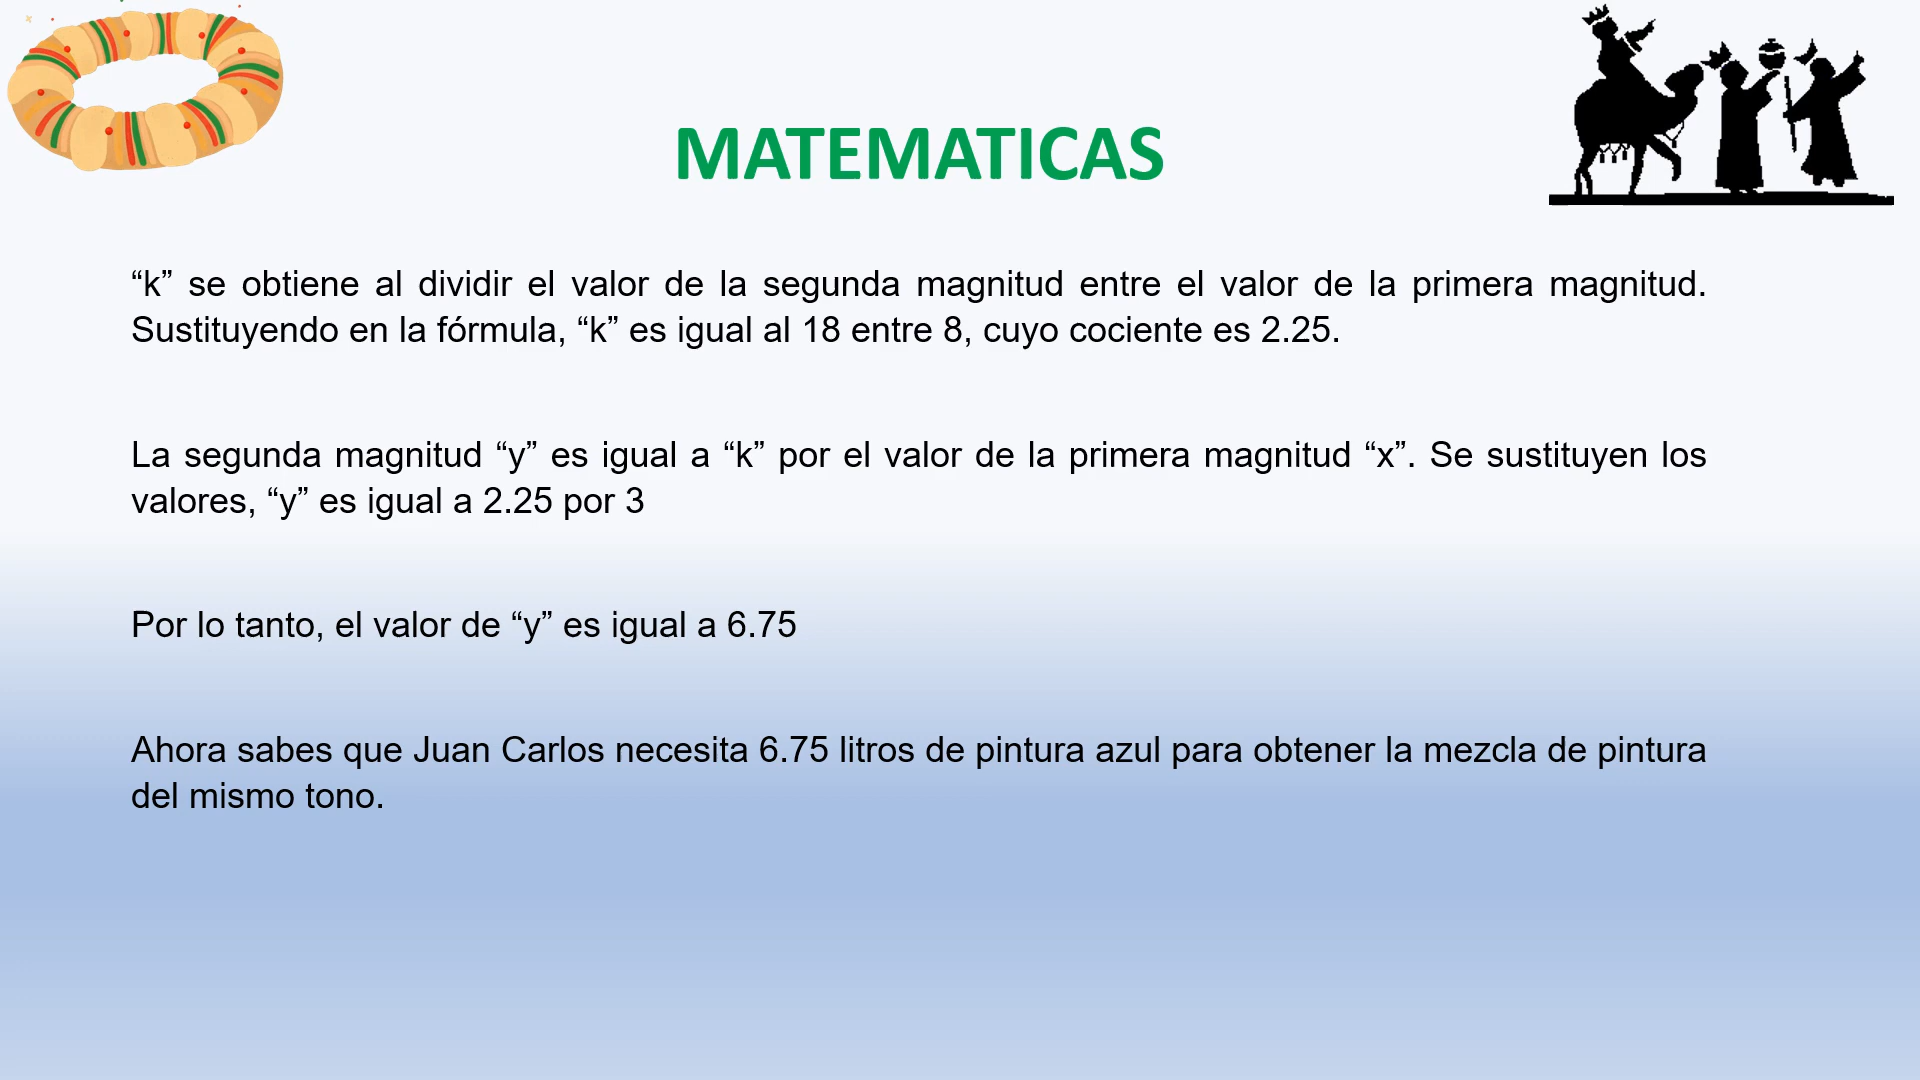 MATEMATICAS
“k” se obtiene al dividir el valor de la segunda magnitud entre el valor de la primera magnitud.
Sustituyendo en la fórmula, “k” es igual al 18 entre 8, cuyo cociente es 2.25.
La segunda magnitud “y” es igual a “k” por el valor de la primera magnitud “x”. Se sustituyen los
valores, “y” es igual a 2.25 por 3
Por lo tanto, el valor de “y” es igual a 6.75
Ahora sabes que Juan Carlos necesita 6.75 litros de pintura azul para obtener la mezcla de pintura
del mismo tono.